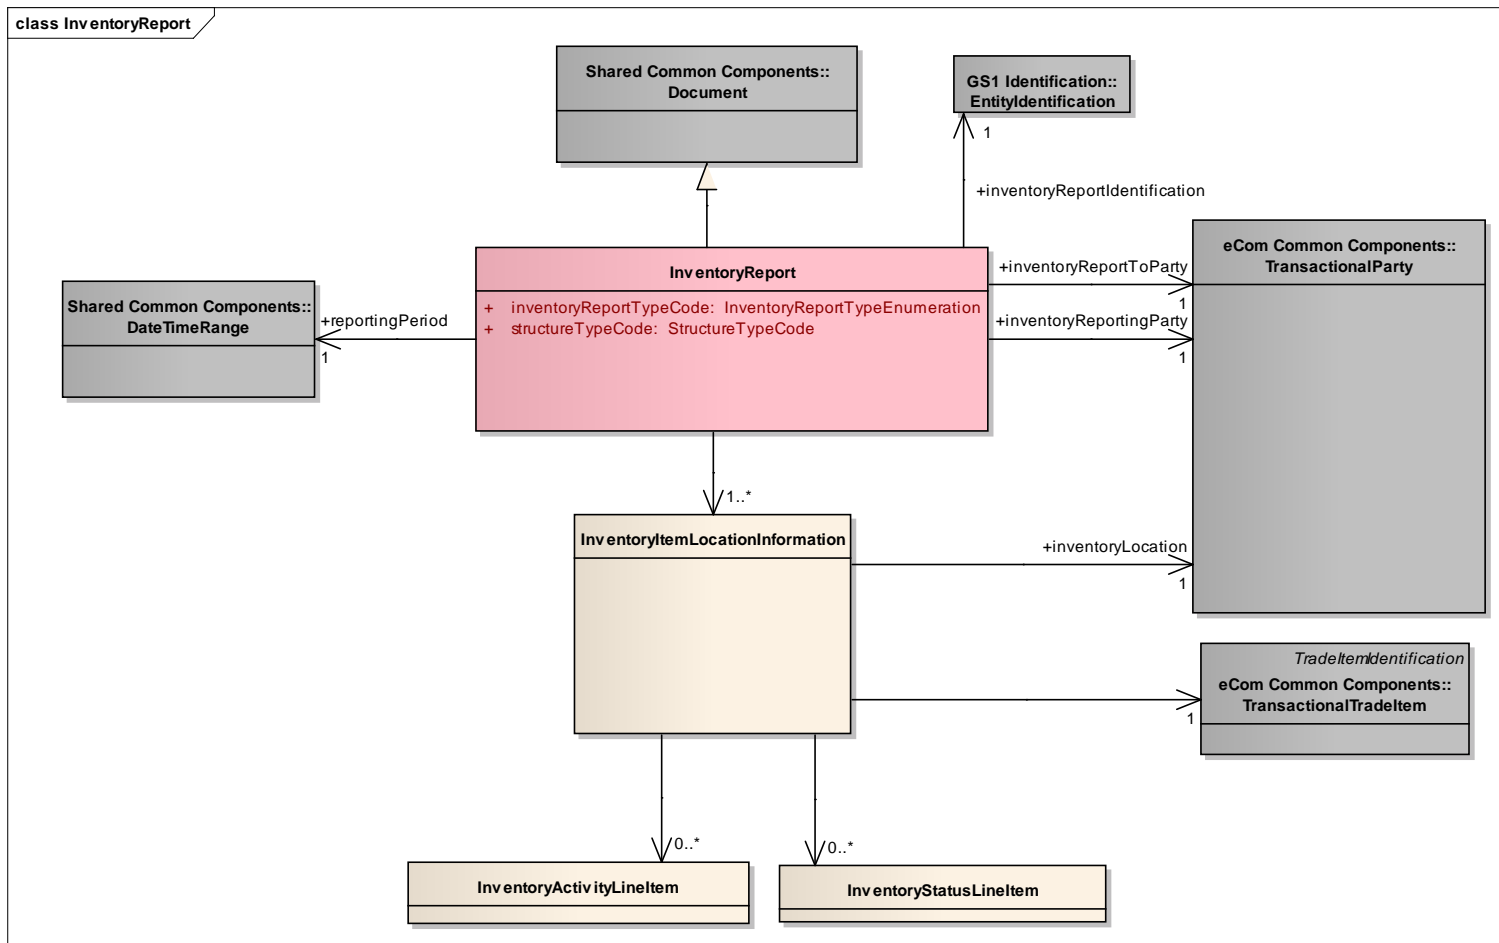 class InventoryReport
Shared Common Components::
Document
GS1 Identification::
EntityIdentification
1
+inventoryReportIdentification
eCom Common Components::
TransactionalParty
InventoryReport
+ inventoryReportTypeCode: InventoryReportTypeEnumeration
+ structureTypeCode: StructureTypeCode
+inventoryReportToParty
1
+inventoryReportingParty
1
Shared Common Components::
DateTimeRange
+reportingPeriod
1
1..*
InventoryItemLocationInformation
+inventoryLocation
1
TradeItemIdentification
eCom Common Components::
TransactionalTradeItem
1
0..*
0..*
InventoryActivityLineItem
InventoryStatusLineItem